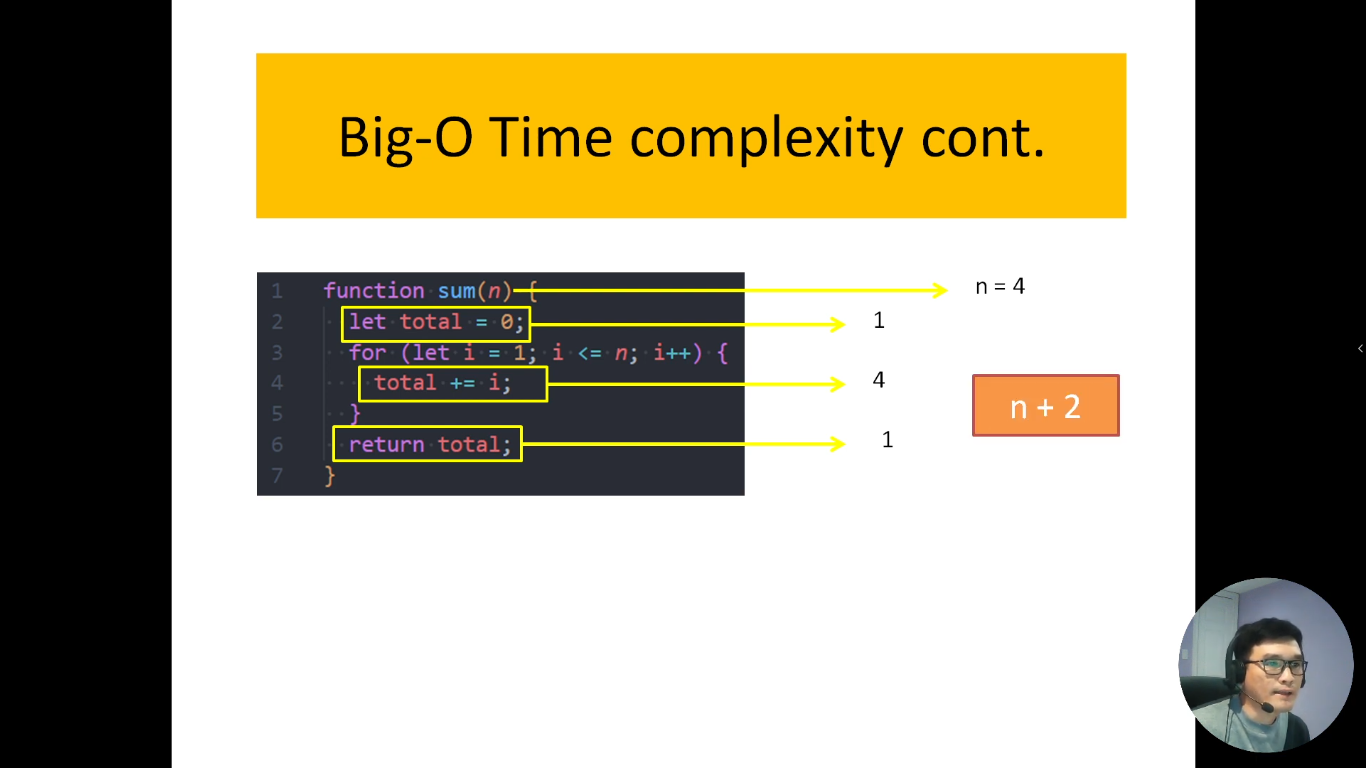 Big-O Time complexity cont.
1 function sum(n) {
n = 4
2 let total = 0;
1
3 for (let i = 1; i <= n; i++) {
4 total += i;
4
n + 2
5 }
6 return total;
1
7 }